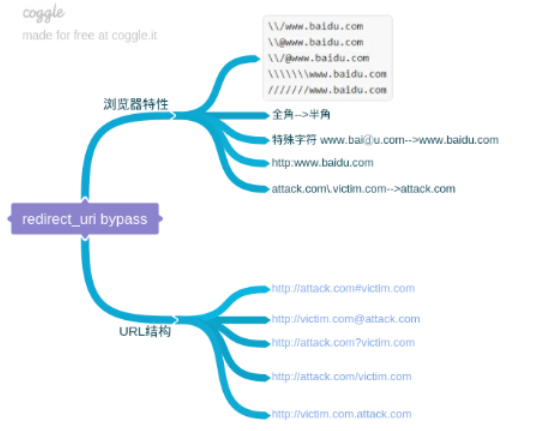 coggle
made for free at coggle.it
\\/www.baidu.com
\\@www.baidu.com
\\/@www.baidu.com
\\\\\\\www.baidu.com
///////www.baidu.com
浏览器特性
全角-->半角
特殊字符 www.baiⓓu.com-->www.baidu.com
http:www.baidu.com
attack.com\.victim.com-->attack.com
redirect_uri bypass
http://attack.com#victim.com
http://victim.com@attack.com
URL结构
http://attack.com?victim.com
http://attack.com/victim.com
http://victim.com.attack.com